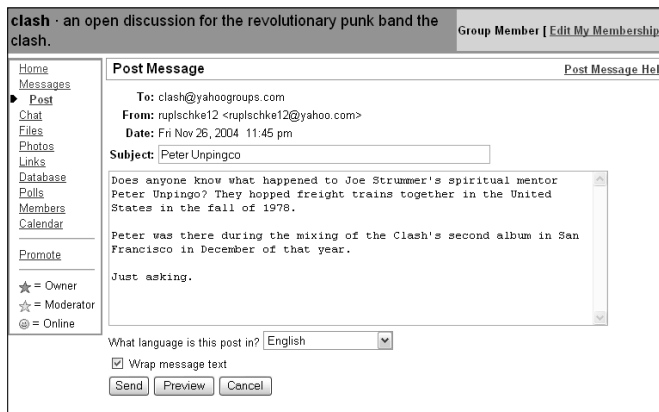 clash · an open discussion for the revolutionary punk band the
clash.
Group Member [ Edit My Membership
Home
Messages
Post
Chat
Files
Photos
Links
Database
Polls
Members
Calendar
Promote
= Owner
= Moderator
= Online
Post Message
Post Message Hel
To: clash@yahoogroups.com
From: ruplschke12 <ruplschke12@yahoo.com>
Date: Fri Nov 26, 2004 11:45 pm
Subject: Peter Unpingco
Does anyone know what happened to Joe Strummer's spiritual mentor
Peter Unpingo? They hopped freight trains together in the United
States in the fall of 1978.
Peter was there during the mixing of the Clash's second album in San
Francisco in December of that year.
Just asking.
What language is this post in? English
Wrap message text
Send Preview Cancel